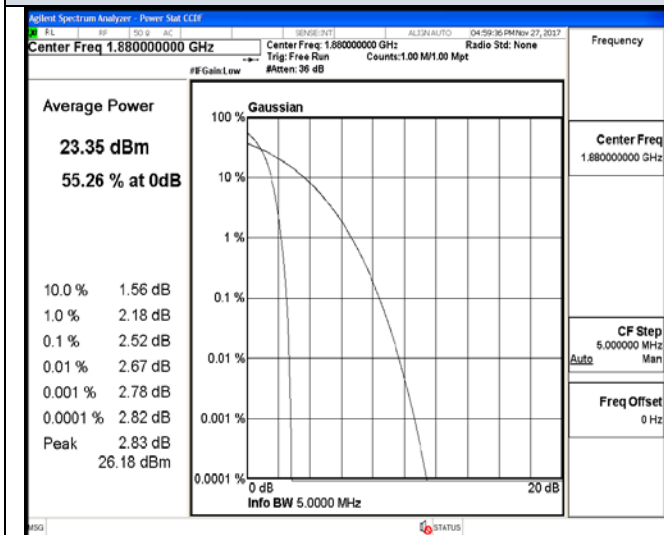 Agilent Spectrum Analyzer - Power Stat CCDF
RL RF 50 Ω AC SENSE:INT ALIGN AUTO 04:59:36 PM Nov 27, 2017
Center Freq 1.880000000 GHz
Center Freq: 1.880000000 GHz Radio Std: None
Trig: Free Run Counts:1.00 M/1.00 Mpt
#IFGain:Low #Atten: 36 dB
Frequency
Center Freq
1.880000000 GHz
CF Step
5.000000 MHz
Auto Man
Freq Offset
0 Hz
Average Power
23.35 dBm
55.26 % at 0dB
10.0 % 1.56 dB
1.0 % 2.18 dB
0.1 % 2.52 dB
0.01 % 2.67 dB
0.001 % 2.78 dB
0.0001 % 2.82 dB
Peak 2.83 dB
26.18 dBm
Gaussian
100 %
10 %
1 %
0.1 %
0.01 %
0.001 %
0.0001 %
0 dB 20 dB
Info BW 5.0000 MHz
MSG STATUS